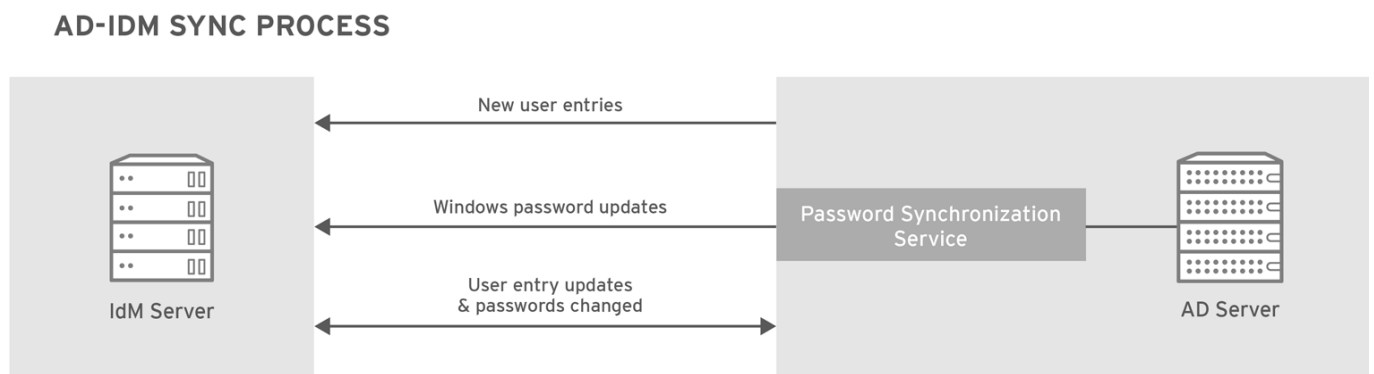 AD-IDM SYNC PROCESS
New user entries
Windows password updates
Password Synchronization
Service
User entry updates
& passwords changed
IdM Server
AD Server